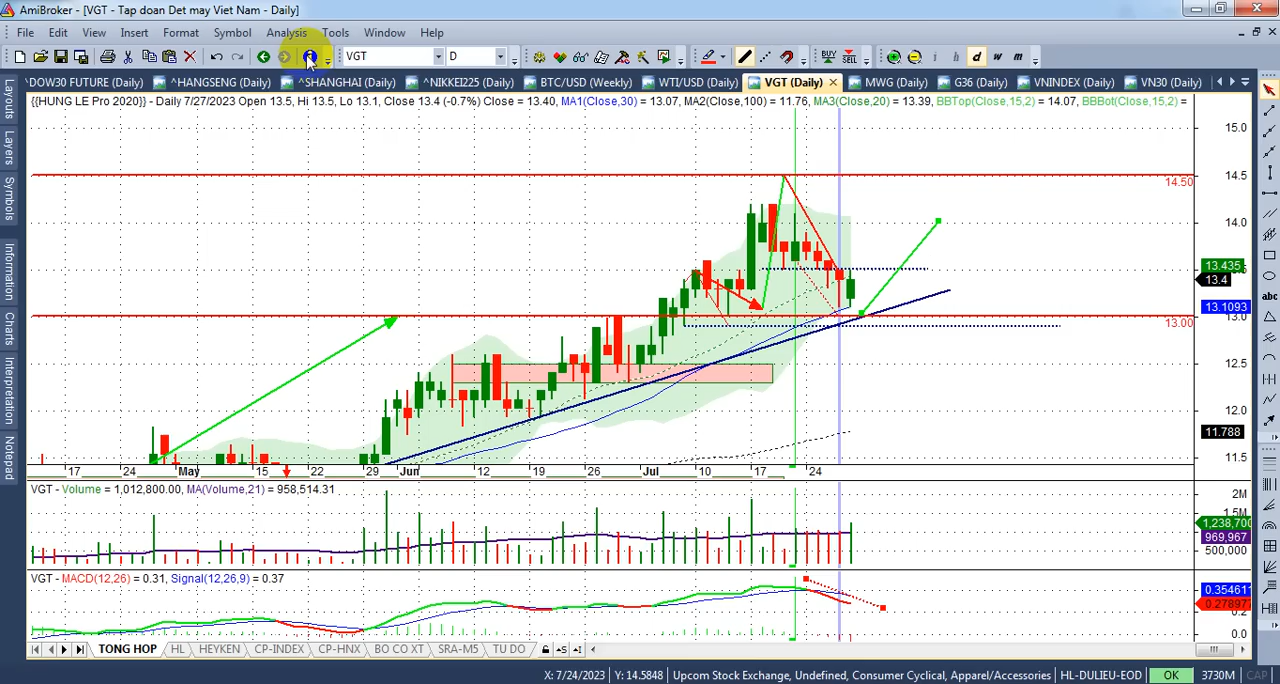 AmiBroker - [VGT - Tap doan Det may Viet Nam - Daily]
File Edit View Insert Format Symbol Analysis Tools Window Help
VGT D BUY SELL i h d w m
^DOW30 FUTURE (Daily) ^HANGSENG (Daily) ^SHANGHAI (Daily) ^NIKKEI225 (Daily) BTC/USD (Weekly) WTI/USD (Daily) VGT (Daily) MWG (Daily) G36 (Daily) VNINDEX (Daily) VN30 (Daily)
{{HUNG LE Pro 2020}} - Daily 7/27/2023 Open 13.5, Hi 13.5, Lo 13.1, Close 13.4 (-0.7%) Close = 13.40, MA1(Close,30) = 13.07, MA2(Close,100) = 11.76, MA3(Close,20) = 13.39, BBTop(Close,15,2) = 14.07, BBBot(Close,15,2) =
Layouts
Layers
Symbols
Information
Charts
Interpretation
Notepad
abc
15.0
14.5
14.50
14.0
13.435
13.4
13.1093
13.0
13.00
12.5
12.0
11.788
11.5
17 24 May 15 22 29 Jun 12 19 26 Jul 10 17 24
VGT - Volume = 1,012,800.00, MA(Volume,21) = 958,514.31
2M
1.5M
1,238,700
969,967
500,000
VGT - MACD(12,26) = 0.31, Signal(12,26,9) = 0.37
0.354611
0.27897
0.2
0.0
TONG HOP HL HEYKEN CP-INDEX CP-HNX BO CO XT SRA-M5 TU DO
X: 7/24/2023 Y: 14.5848 Upcom Stock Exchange, Undefined, Consumer Cyclical, Apparel/Accessories HL-DULIEU-EOD OK 3730M CAP